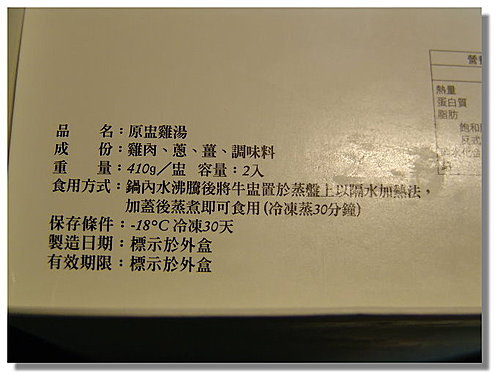 品　　名：原盅雞湯
成　　份：雞肉、蔥、薑、調味料
重　　量：410g／盅　容量：2入
食用方式：鍋內水沸騰後將牛盅置於蒸盤上以隔水加熱法，
加蓋後蒸煮即可食用(冷凍蒸30分鐘)
保存條件：-18°C 冷凍30天
製造日期：標示於外盒
有效期限：標示於外盒
營
熱量
蛋白質
脂肪
飽和